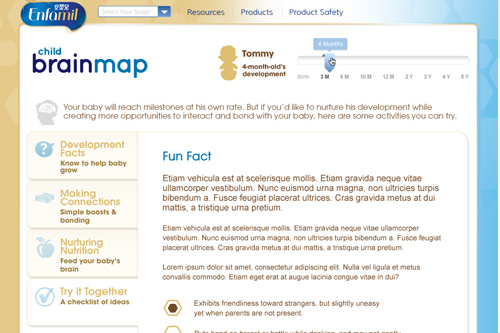 Enfamil
Select Your Stage
Resources
Products
Product Safety
child
brainmap
Tommy
4-month-old's
development
4 Months
Birth 3 M 6 M 10 M 12 M 2 Y 3 Y 4 Y 8 Y
Your baby will reach milestones at his own rate. But if you'd like to nurture his development while
creating more opportunities to interact and bond with your baby, here are some activities you can try.
Development
Facts
Know to help baby
grow
Making
Connections
Simple boosts &
bonding
Nurturing
Nutrition
Feed your baby's
brain
Try it Together
A checklist of ideas
Fun Fact
Etiam vehicula est at scelerisque mollis. Etiam gravida neque vitae
ullamcorper vestibulum. Nunc euismod urna magna, non ultricies turpis
bibendum a. Fusce feugiat placerat ultrices. Cras gravida metus at dui
mattis, a tristique urna pretium.
Etiam vehicula est at scelerisque mollis. Etiam gravida neque vitae ullamcorper
vestibulum. Nunc euismod urna magna, non ultricies turpis bibendum a. Fusce feugiat
placerat ultrices. Cras gravida metus at dui mattis, a tristique urna pretium.
Lorem ipsum dolor sit amet, consectetur adipiscing elit. Nulla vel ligula et metus
convallis commodo. Etiam eget erat at augue lacinia congue vitae in dui?
Exhibits friendliness toward strangers, but slightly uneasy
yet when parents are not present.